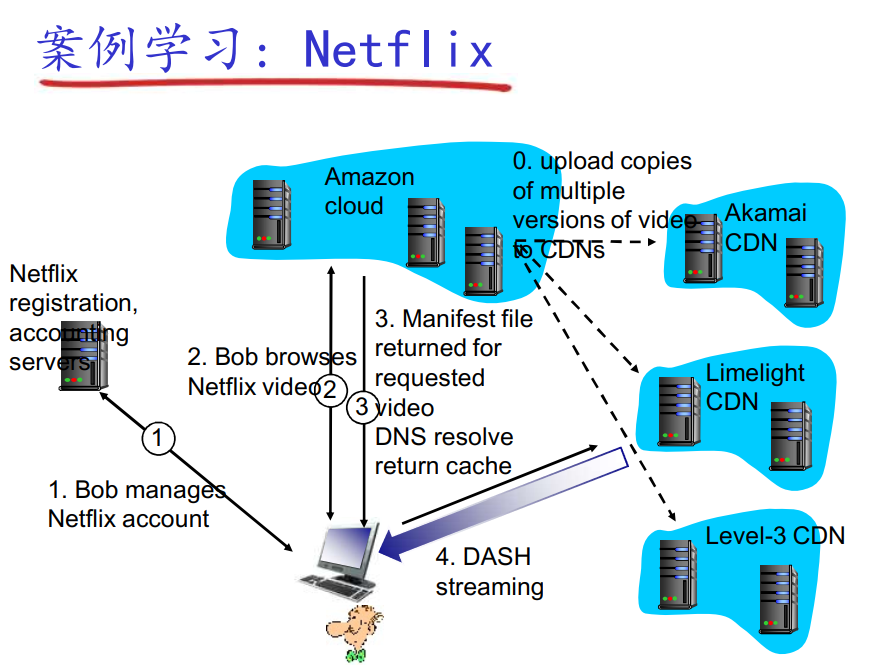 案例学习: Netflix
Amazon
cloud
0. upload copies
of multiple
versions of video
to CDNs
Akamai
CDN
Netflix
registration,
accounting
servers
2. Bob browses
Netflix video
2
3. Manifest file
returned for
requested
video
DNS resolve
return cache
3
Limelight
CDN
1
1. Bob manages
Netflix account
4. DASH
streaming
Level-3 CDN